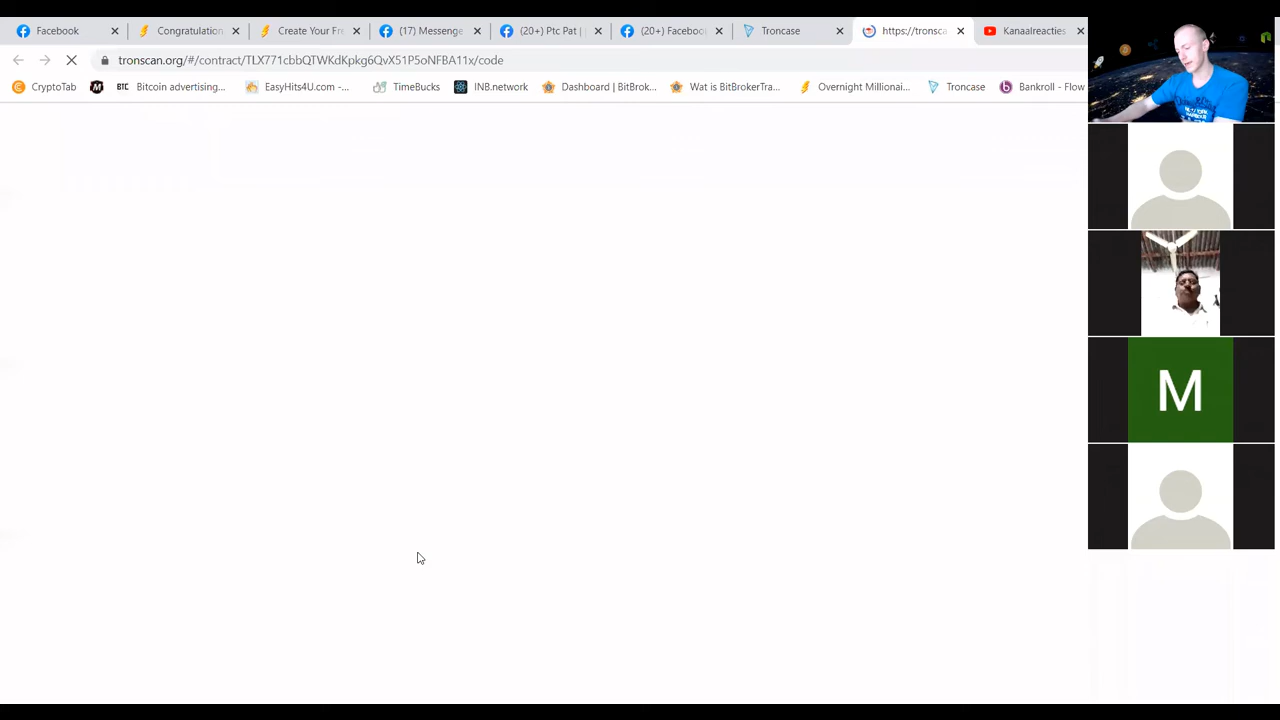 Facebook
Congratulation
Create Your Fre
(17) Messenge
(20+) Ptc Pat |
(20+) Faceboo
Troncase
https://tronsca
Kanaalreacties
tronscan.org/#/contract/TLX771cbbQTWKdKpkg6QvX51P5oNFBA11x/code
CryptoTab
BTC Bitcoin advertising...
EasyHits4U.com -...
TimeBucks
INB.network
Dashboard | BitBrok...
Wat is BitBrokerTra...
Overnight Millionai...
Troncase
Bankroll - Flow
M